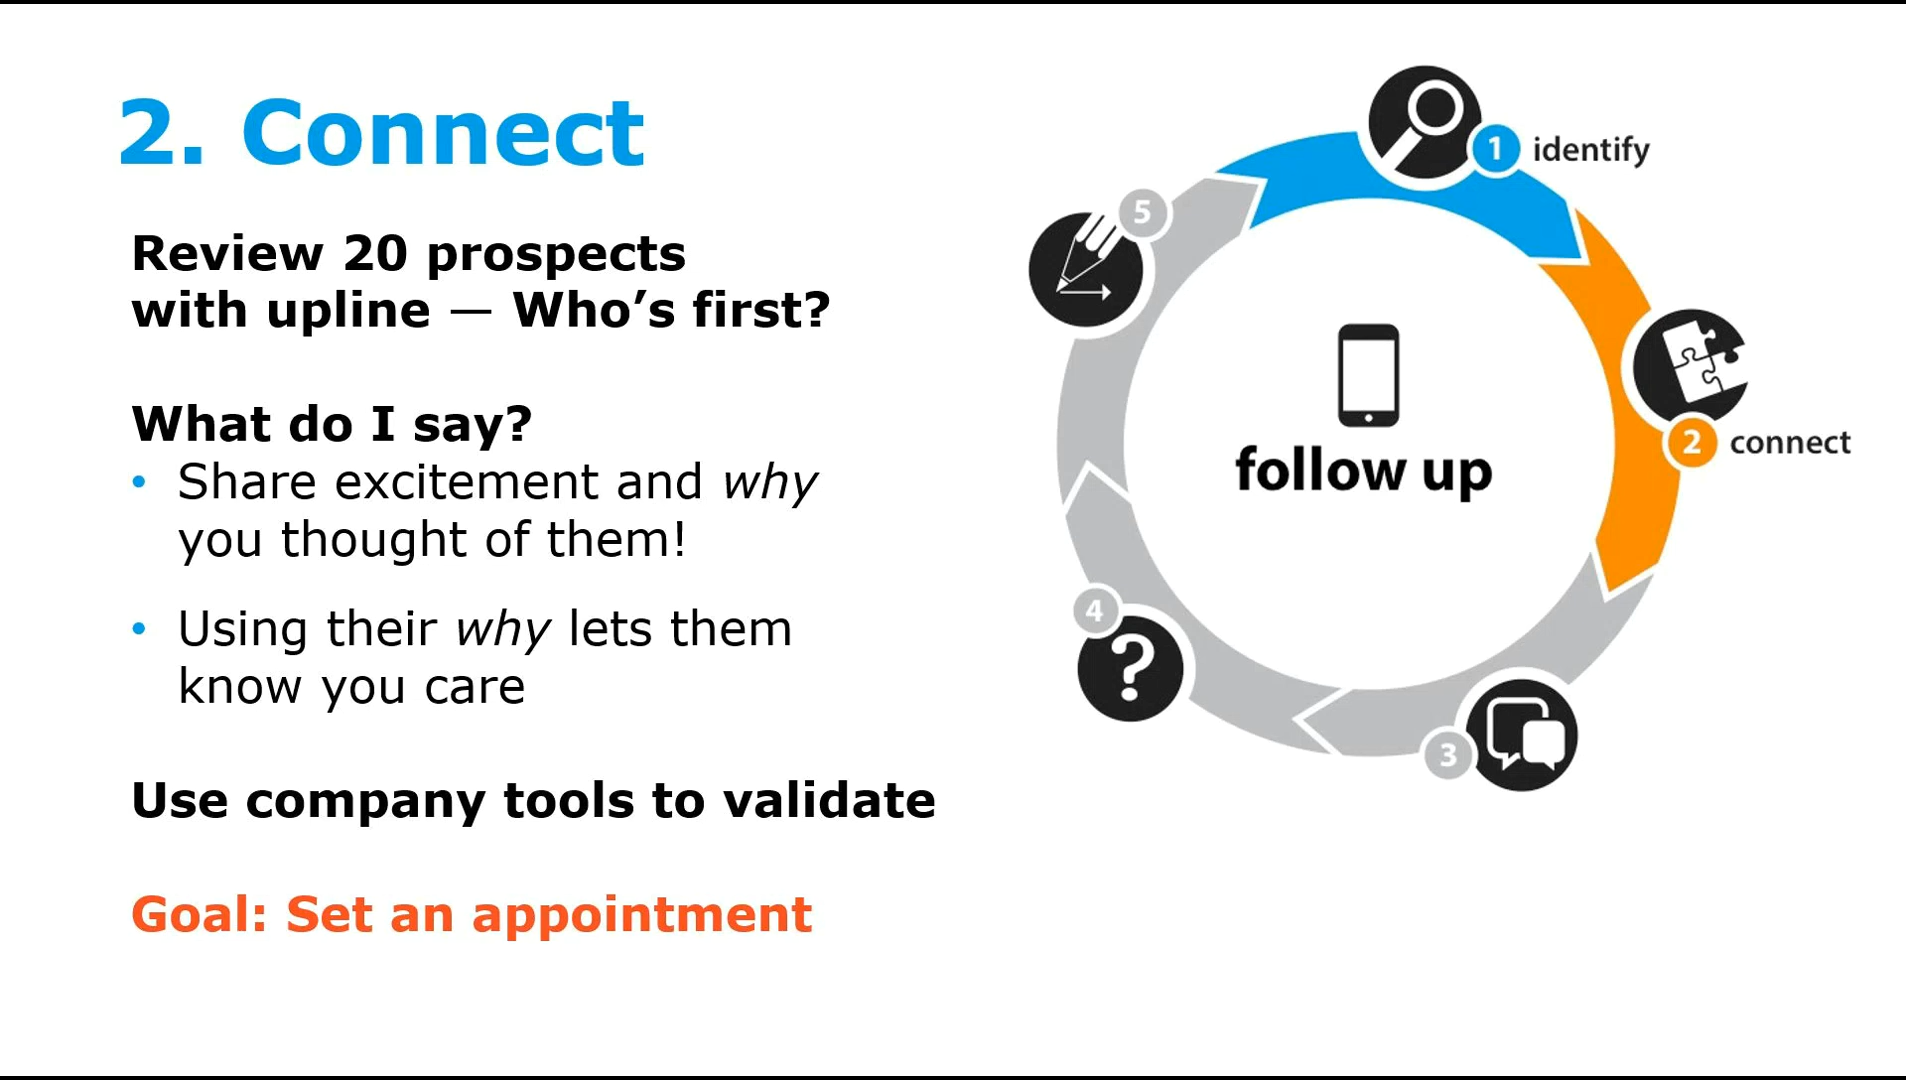 2. Connect
Review 20 prospects
with upline — Who’s first?
What do I say?
• Share excitement and why
you thought of them!
• Using their why lets them
know you care
Use company tools to validate
Goal: Set an appointment
1 identify
2 connect
3
4
?
5
follow up